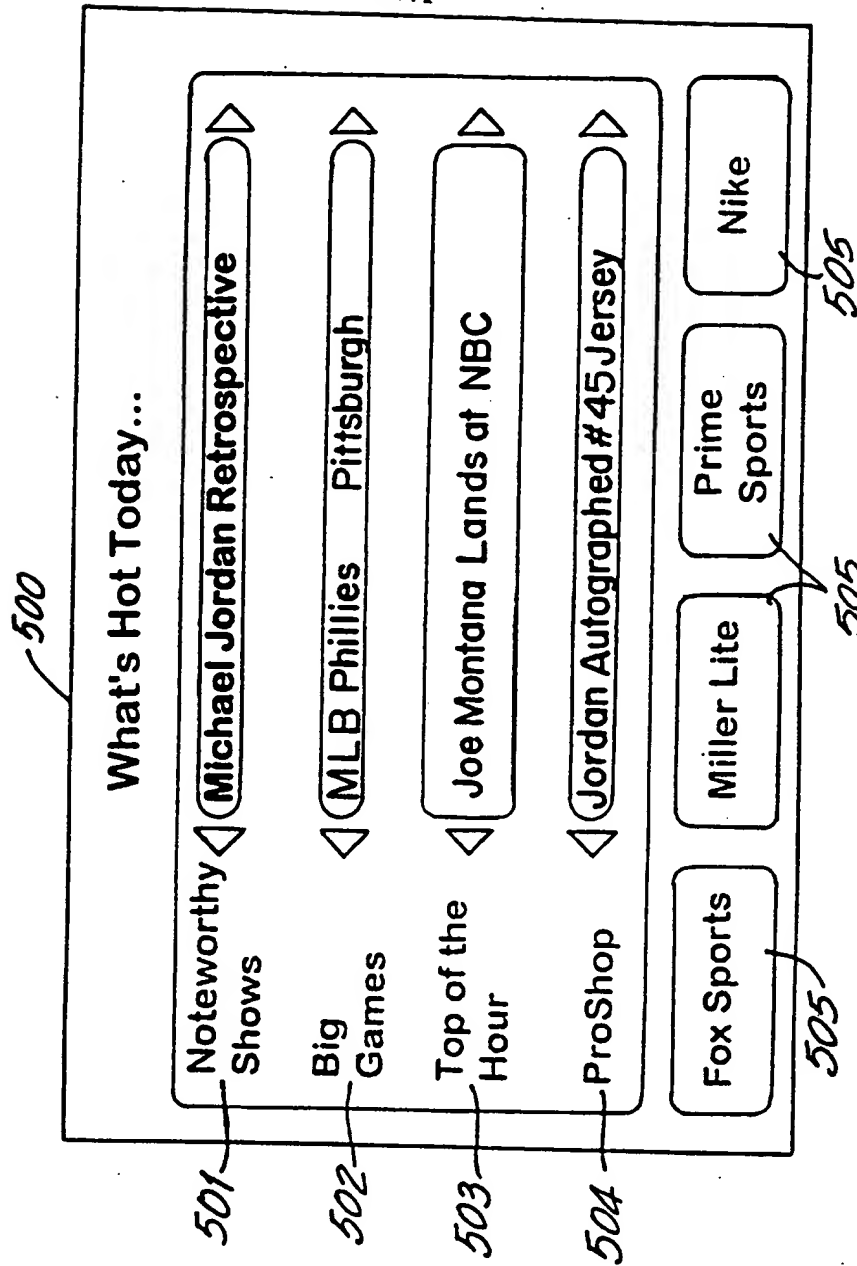 500
What's Hot Today...
501
Noteworthy
Shows
Michael Jordan Retrospective
502
Big
Games
MLB Phillies Pittsburgh
503
Top of the
Hour
Joe Montana Lands at NBC
504
ProShop
Jordan Autographed #45 Jersey
Fox Sports
Miller Lite
Prime
Sports
Nike
505
505
505